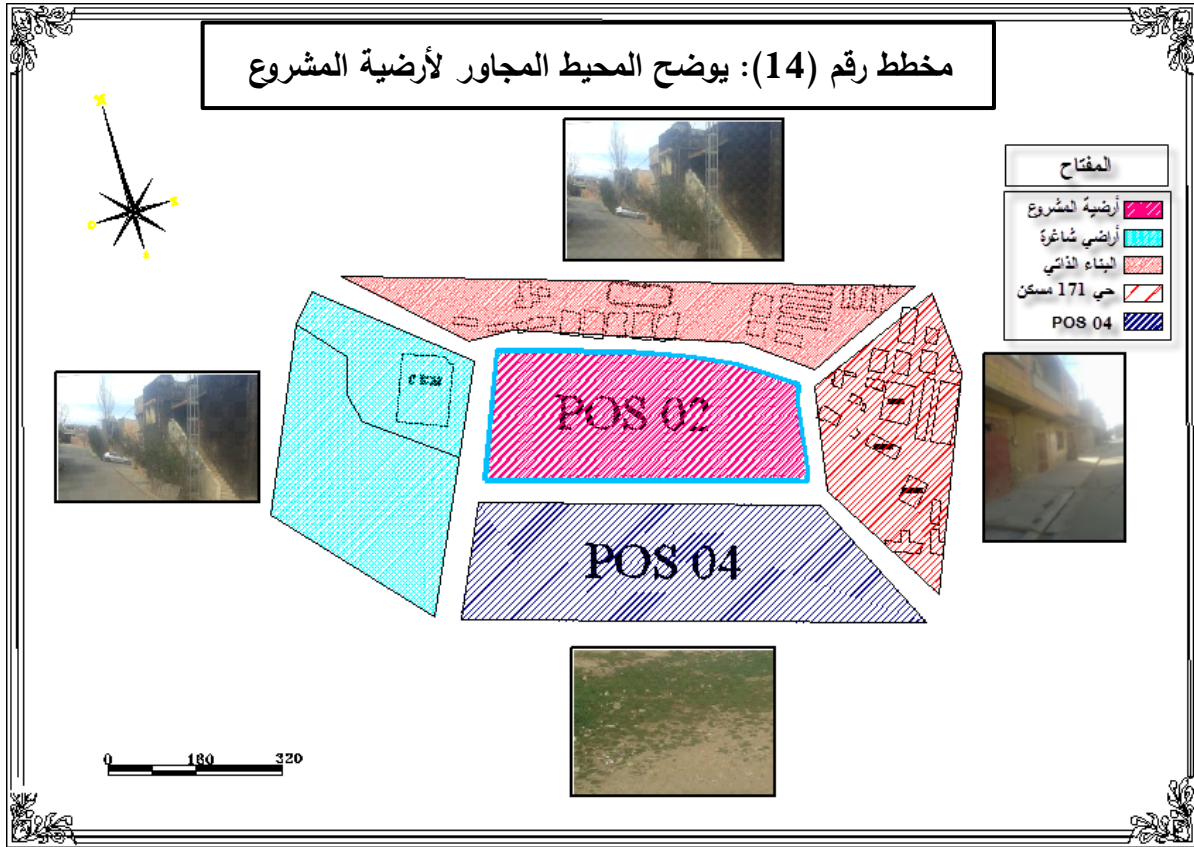 مخطط رقم (14): يوضح المحيط المجاور لأرضية المشروع
المفتاح
أرضية المشروع
أراضي شاغرة
البناء الذاتي
حي 171 مسكن
POS 04
POS 02
POS 04
0 160 320